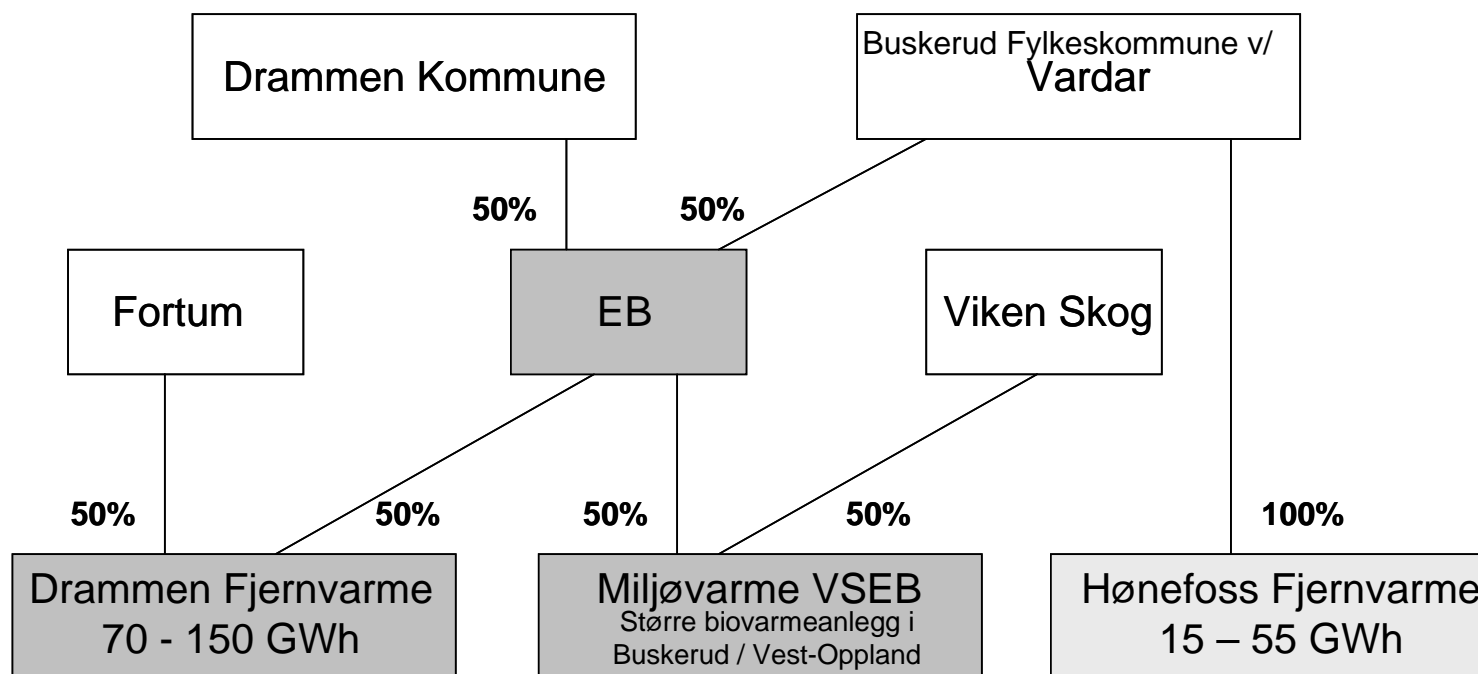 Drammen Kommune
Buskerud Fylkeskommune v/
Vardar
50%
50%
Fortum
EB
Viken Skog
50%
50%
50%
50%
100%
Drammen Fjernvarme
70 - 150 GWh
Miljøvarme VSEB
Større biovarmeanlegg i
Buskerud / Vest-Oppland
Hønefoss Fjernvarme
15 – 55 GWh